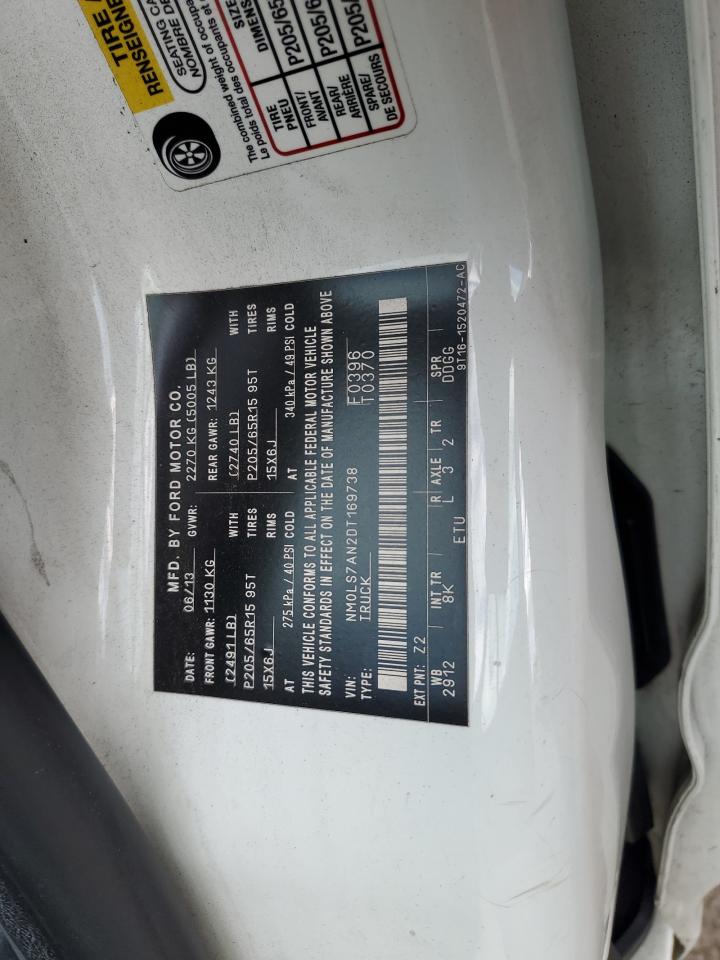 TIRE
RENSEIGNE
SEATING CA
NOMBRE DE
The combined weight of occupa
Le poids total des occupants et
TIRE
PNEU
SIZE
DIMENS
FRONT/
AVANT
P205/65
REAR/
ARRIÈRE
P205/6
SPARE/
DE SECOURS
P205/
MFD. BY FORD MOTOR CO.
DATE: 06/13 GVWR: 2270 KG (5005 LB)
FRONT GAWR: 1130 KG REAR GAWR: 1243 KG
(2491LB) WITH (2740LB) WITH
P205/65R15 95T TIRES P205/65R15 95T TIRES
15X6J RIMS 15X6J RIMS
AT 275 kPa / 40 PSI COLD AT 340 kPa / 49 PSI COLD
THIS VEHICLE CONFORMS TO ALL APPLICABLE FEDERAL MOTOR VEHICLE
SAFETY STANDARDS IN EFFECT ON THE DATE OF MANUFACTURE SHOWN ABOVE
VIN: NM0LS7AN2DT169738 F0396
TYPE: TRUCK T0370
EXT PNT: Z2
WB INT TR R AXLE TR SPR
2912 8K L 3 2 DDGG
ETU 9T16-1520472-AC